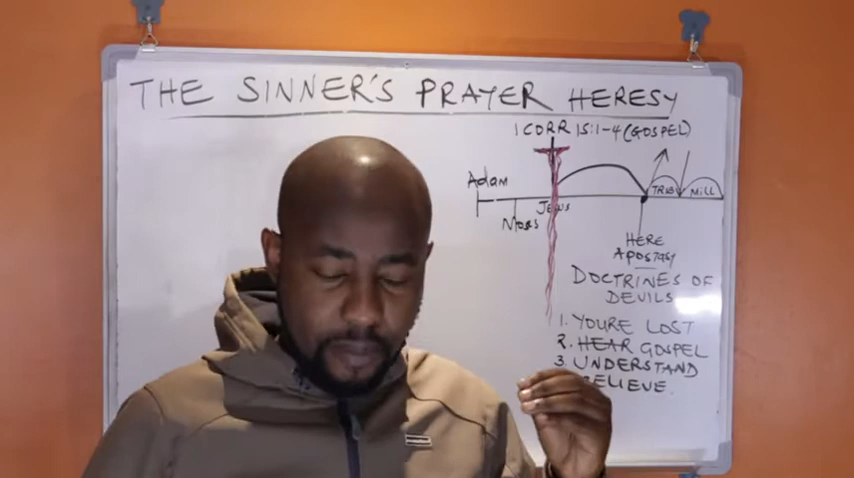 THE SINNER'S PRAYER HERESY
1 CORR 15:1-4 (GOSPEL)
Adam
TRIB MILL
Jews
Moses
HERE
APOSTASY
DOCTRINES OF
DEVILS
1. YOURE LOST
2. HEAR GOSPEL
3. UNDERSTAND
BELIEVE.